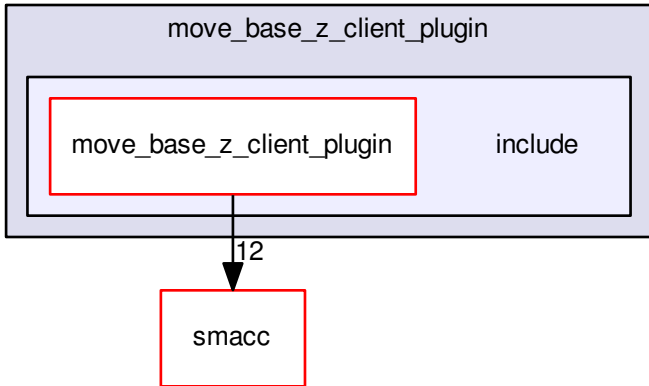 move_base_z_client_plugin
move_base_z_client_plugin
include
12
smacc